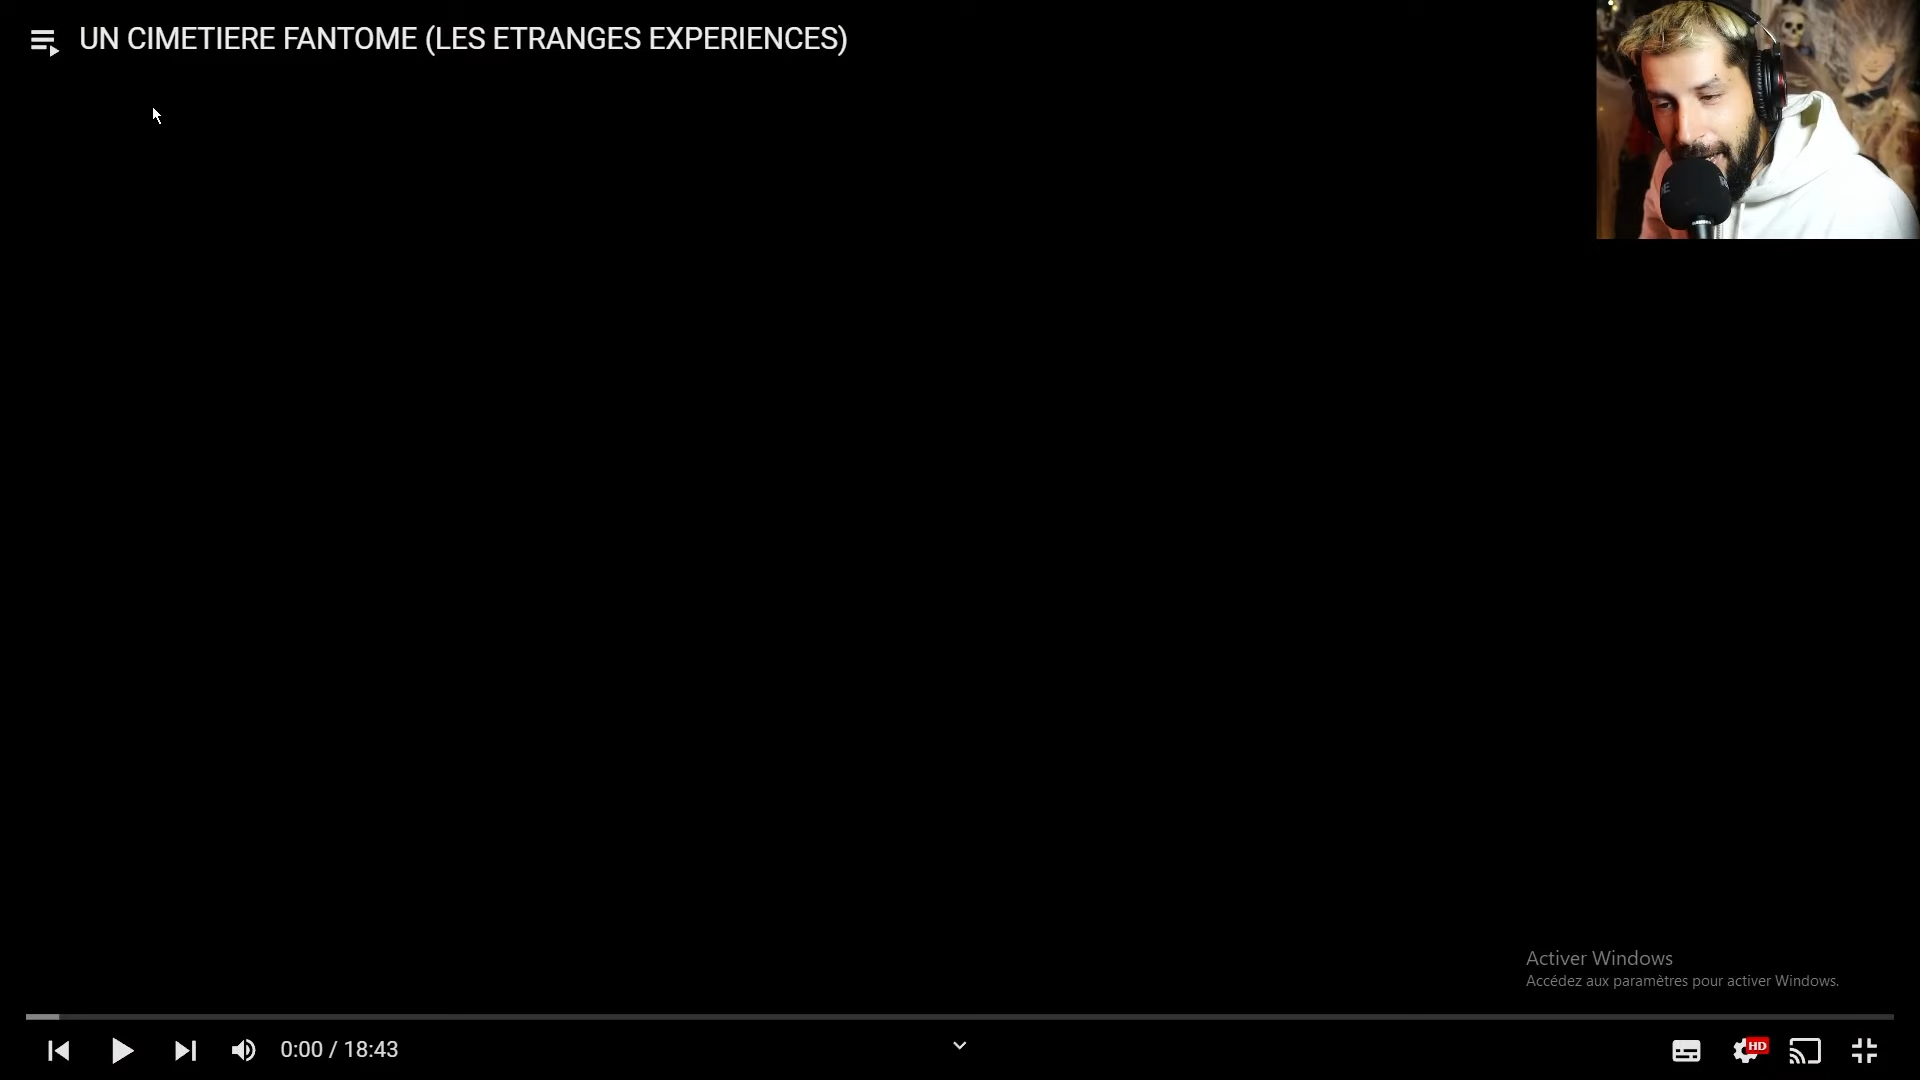 UN CIMETIERE FANTOME (LES ETRANGES EXPERIENCES)
Activer Windows
Accédez aux paramètres pour activer Windows.
0:00 / 18:43
HD